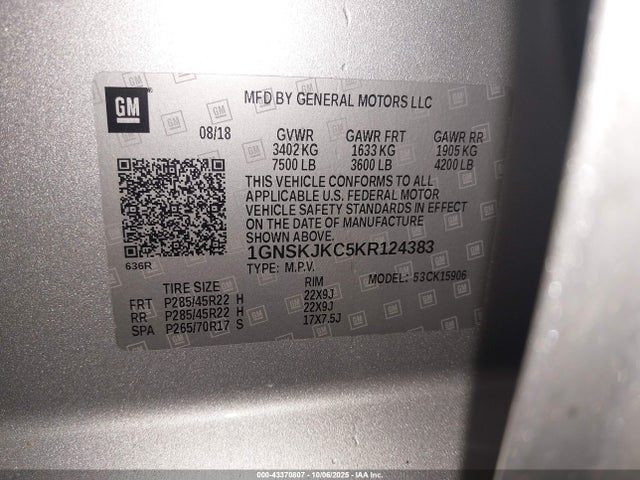 GM
MFD BY GENERAL MOTORS LLC
08/18 GVWR GAWR FRT GAWR RR
3402 KG 1633 KG 1905 KG
7500 LB 3600 LB 4200 LB
THIS VEHICLE CONFORMS TO ALL
APPLICABLE U.S. FEDERAL MOTOR
VEHICLE SAFETY STANDARDS IN EFFECT
ON THE DATE OF MANUFACTURE
SHOWN ABOVE.
1GNSKJKC5KR124383
636R
TYPE: M.P.V. MODEL: 53CK15906
TIRE SIZE RIM
FRT P285/45R22 H 22X9J
RR P285/45R22 H 22X9J
SPA P265/70R17 S 17X7.5J
000-43370807 - 10/06/2025 - IAA Inc.